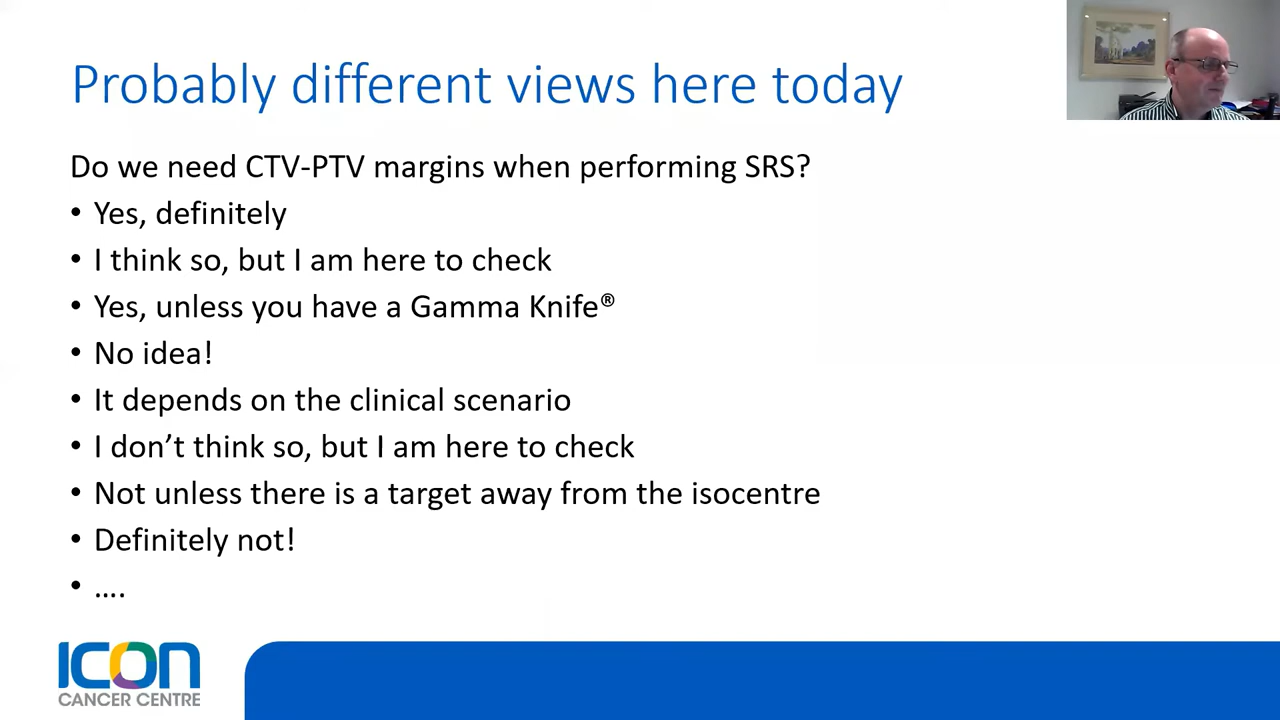 Probably different views here today
Do we need CTV-PTV margins when performing SRS?
• Yes, definitely
• I think so, but I am here to check
• Yes, unless you have a Gamma Knife®
• No idea!
• It depends on the clinical scenario
• I don’t think so, but I am here to check
• Not unless there is a target away from the isocentre
• Definitely not!
• ….
ICON
CANCER CENTRE